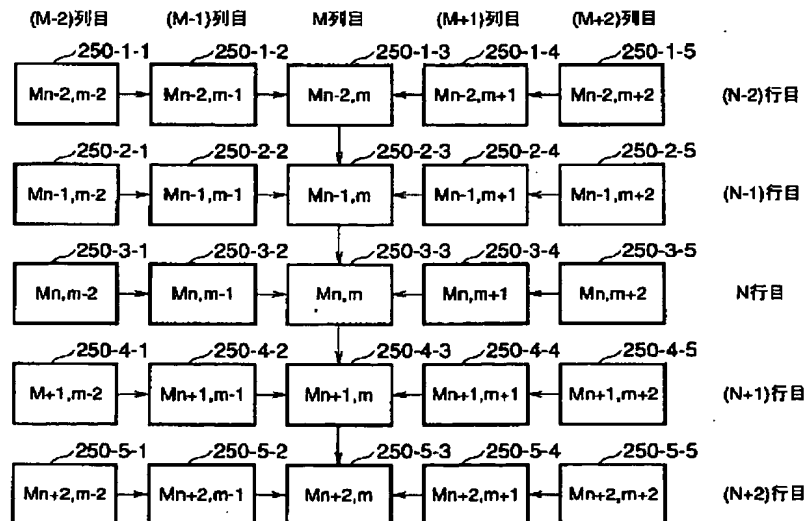 (M-2)列目 (M-1)列目 M列目 (M+1)列目 (M+2)列目
250-1-1 250-1-2 250-1-3 250-1-4 250-1-5
Mn-2,m-2 Mn-2,m-1 Mn-2,m Mn-2,m+1 Mn-2,m+2 (N-2)行目
250-2-1 250-2-2 250-2-3 250-2-4 250-2-5
Mn-1,m-2 Mn-1,m-1 Mn-1,m Mn-1,m+1 Mn-1,m+2 (N-1)行目
250-3-1 250-3-2 250-3-3 250-3-4 250-3-5
Mn,m-2 Mn,m-1 Mn,m Mn,m+1 Mn,m+2 N行目
250-4-1 250-4-2 250-4-3 250-4-4 250-4-5
M+1,m-2 Mn+1,m-1 Mn+1,m Mn+1,m+1 Mn+1,m+2 (N+1)行目
250-5-1 250-5-2 250-5-3 250-5-4 250-5-5
Mn+2,m-2 Mn+2,m-1 Mn+2,m Mn+2,m+1 Mn+2,m+2 (N+2)行目